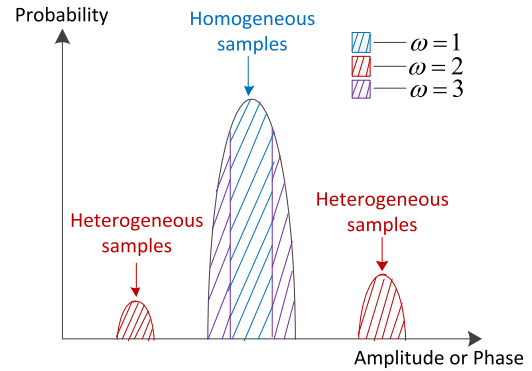 Probability
Homogeneous
samples
ω = 1
ω = 2
ω = 3
Heterogeneous
samples
Heterogeneous
samples
Amplitude or Phase